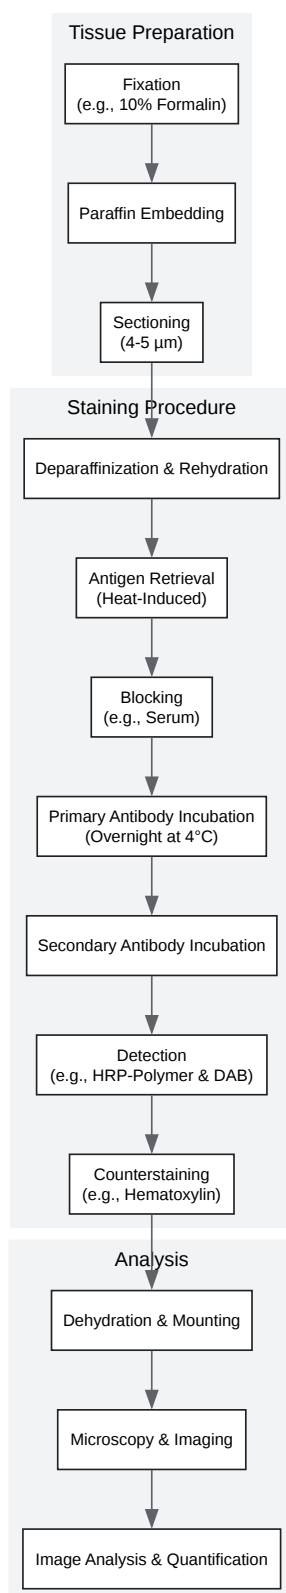 Tissue Preparation
Fixation
(e.g., 10% Formalin)
Paraffin Embedding
Sectioning
(4-5 µm)
Staining Procedure
Deparaffinization & Rehydration
Antigen Retrieval
(Heat-Induced)
Blocking
(e.g., Serum)
Primary Antibody Incubation
(Overnight at 4°C)
Secondary Antibody Incubation
Detection
(e.g., HRP-Polymer & DAB)
Counterstaining
(e.g., Hematoxylin)
Analysis
Dehydration & Mounting
Microscopy & Imaging
Image Analysis & Quantification